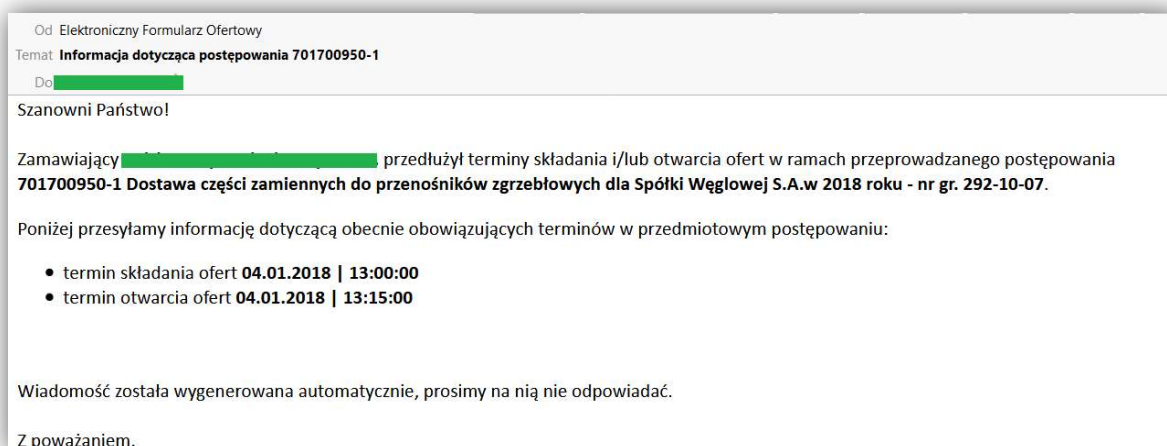 Od Elektroniczny Formularz Ofertowy
Temat Informacja dotycząca postępowania 701700950-1
Do
Szanowni Państwo!
Zamawiający przedłużył terminy składania i/lub otwarcia ofert w ramach przeprowadzanego postępowania
701700950-1 Dostawa części zamiennych do przenośników zgrzebłowych dla Spółki Węglowej S.A.w 2018 roku - nr gr. 292-10-07.
Poniżej przesyłamy informację dotyczącą obecnie obowiązujących terminów w przedmiotowym postępowaniu:
• termin składania ofert 04.01.2018 | 13:00:00
• termin otwarcia ofert 04.01.2018 | 13:15:00
Wiadomość została wygenerowana automatycznie, prosimy na nią nie odpowiadać.
Z poważaniem,